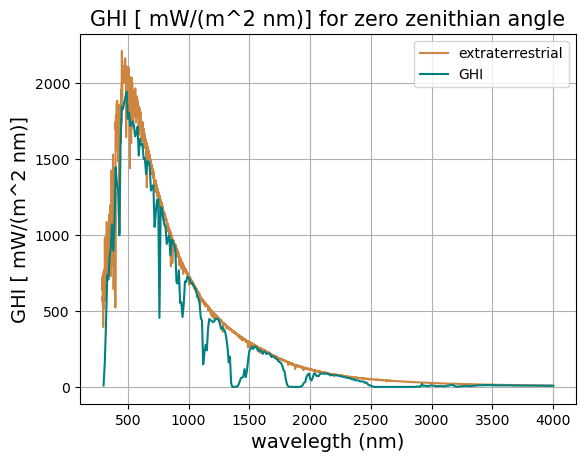 GHI [ mW/(m^2 nm)] for zero zenithian angle
extraterrestrial
GHI
GHI [ mW/(m^2 nm)]
2000
1500
1000
500
0
500 1000 1500 2000 2500 3000 3500 4000
wavelegth (nm)